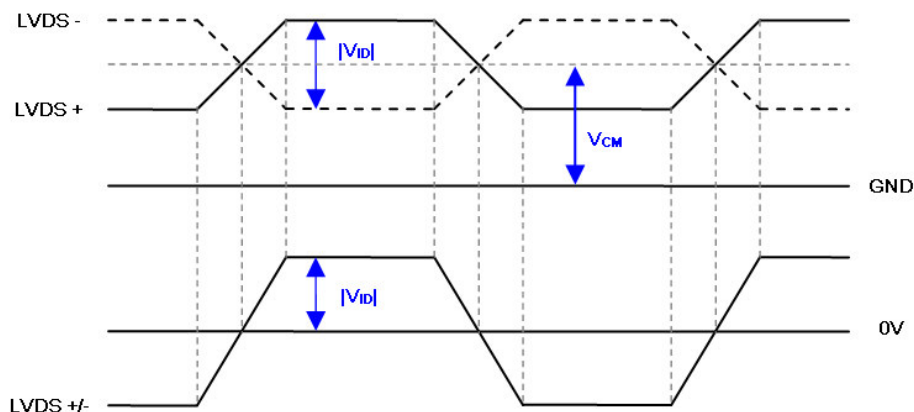 LVDS -
|VID|
LVDS +
VCM
GND
|VID|
0V
LVDS +/-